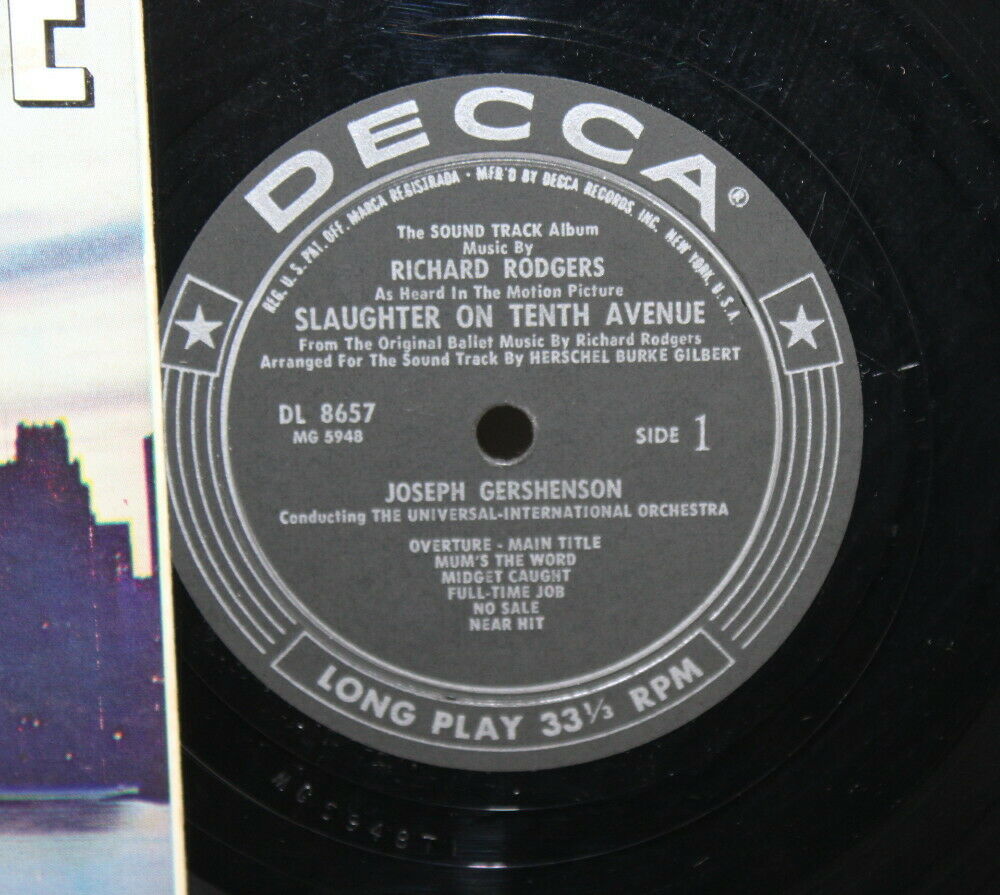 E
DECCA®
REG. U.S. PAT. OFF. MARCA REGISTRADA • MFR'D BY DECCA RECORDS, INC. NEW YORK, U.S.A.
The SOUND TRACK Album
Music By
RICHARD RODGERS
As Heard In The Motion Picture
SLAUGHTER ON TENTH AVENUE
From The Original Ballet Music By Richard Rodgers
Arranged For The Sound Track By HERSCHEL BURKE GILBERT
DL 8657
MG 5948
SIDE 1
JOSEPH GERSHENSON
Conducting THE UNIVERSAL-INTERNATIONAL ORCHESTRA
OVERTURE - MAIN TITLE
MUM'S THE WORD
MIDGET CAUGHT
FULL-TIME JOB
NO SALE
NEAR HIT
LONG PLAY 33⅓ RPM
MG5948T